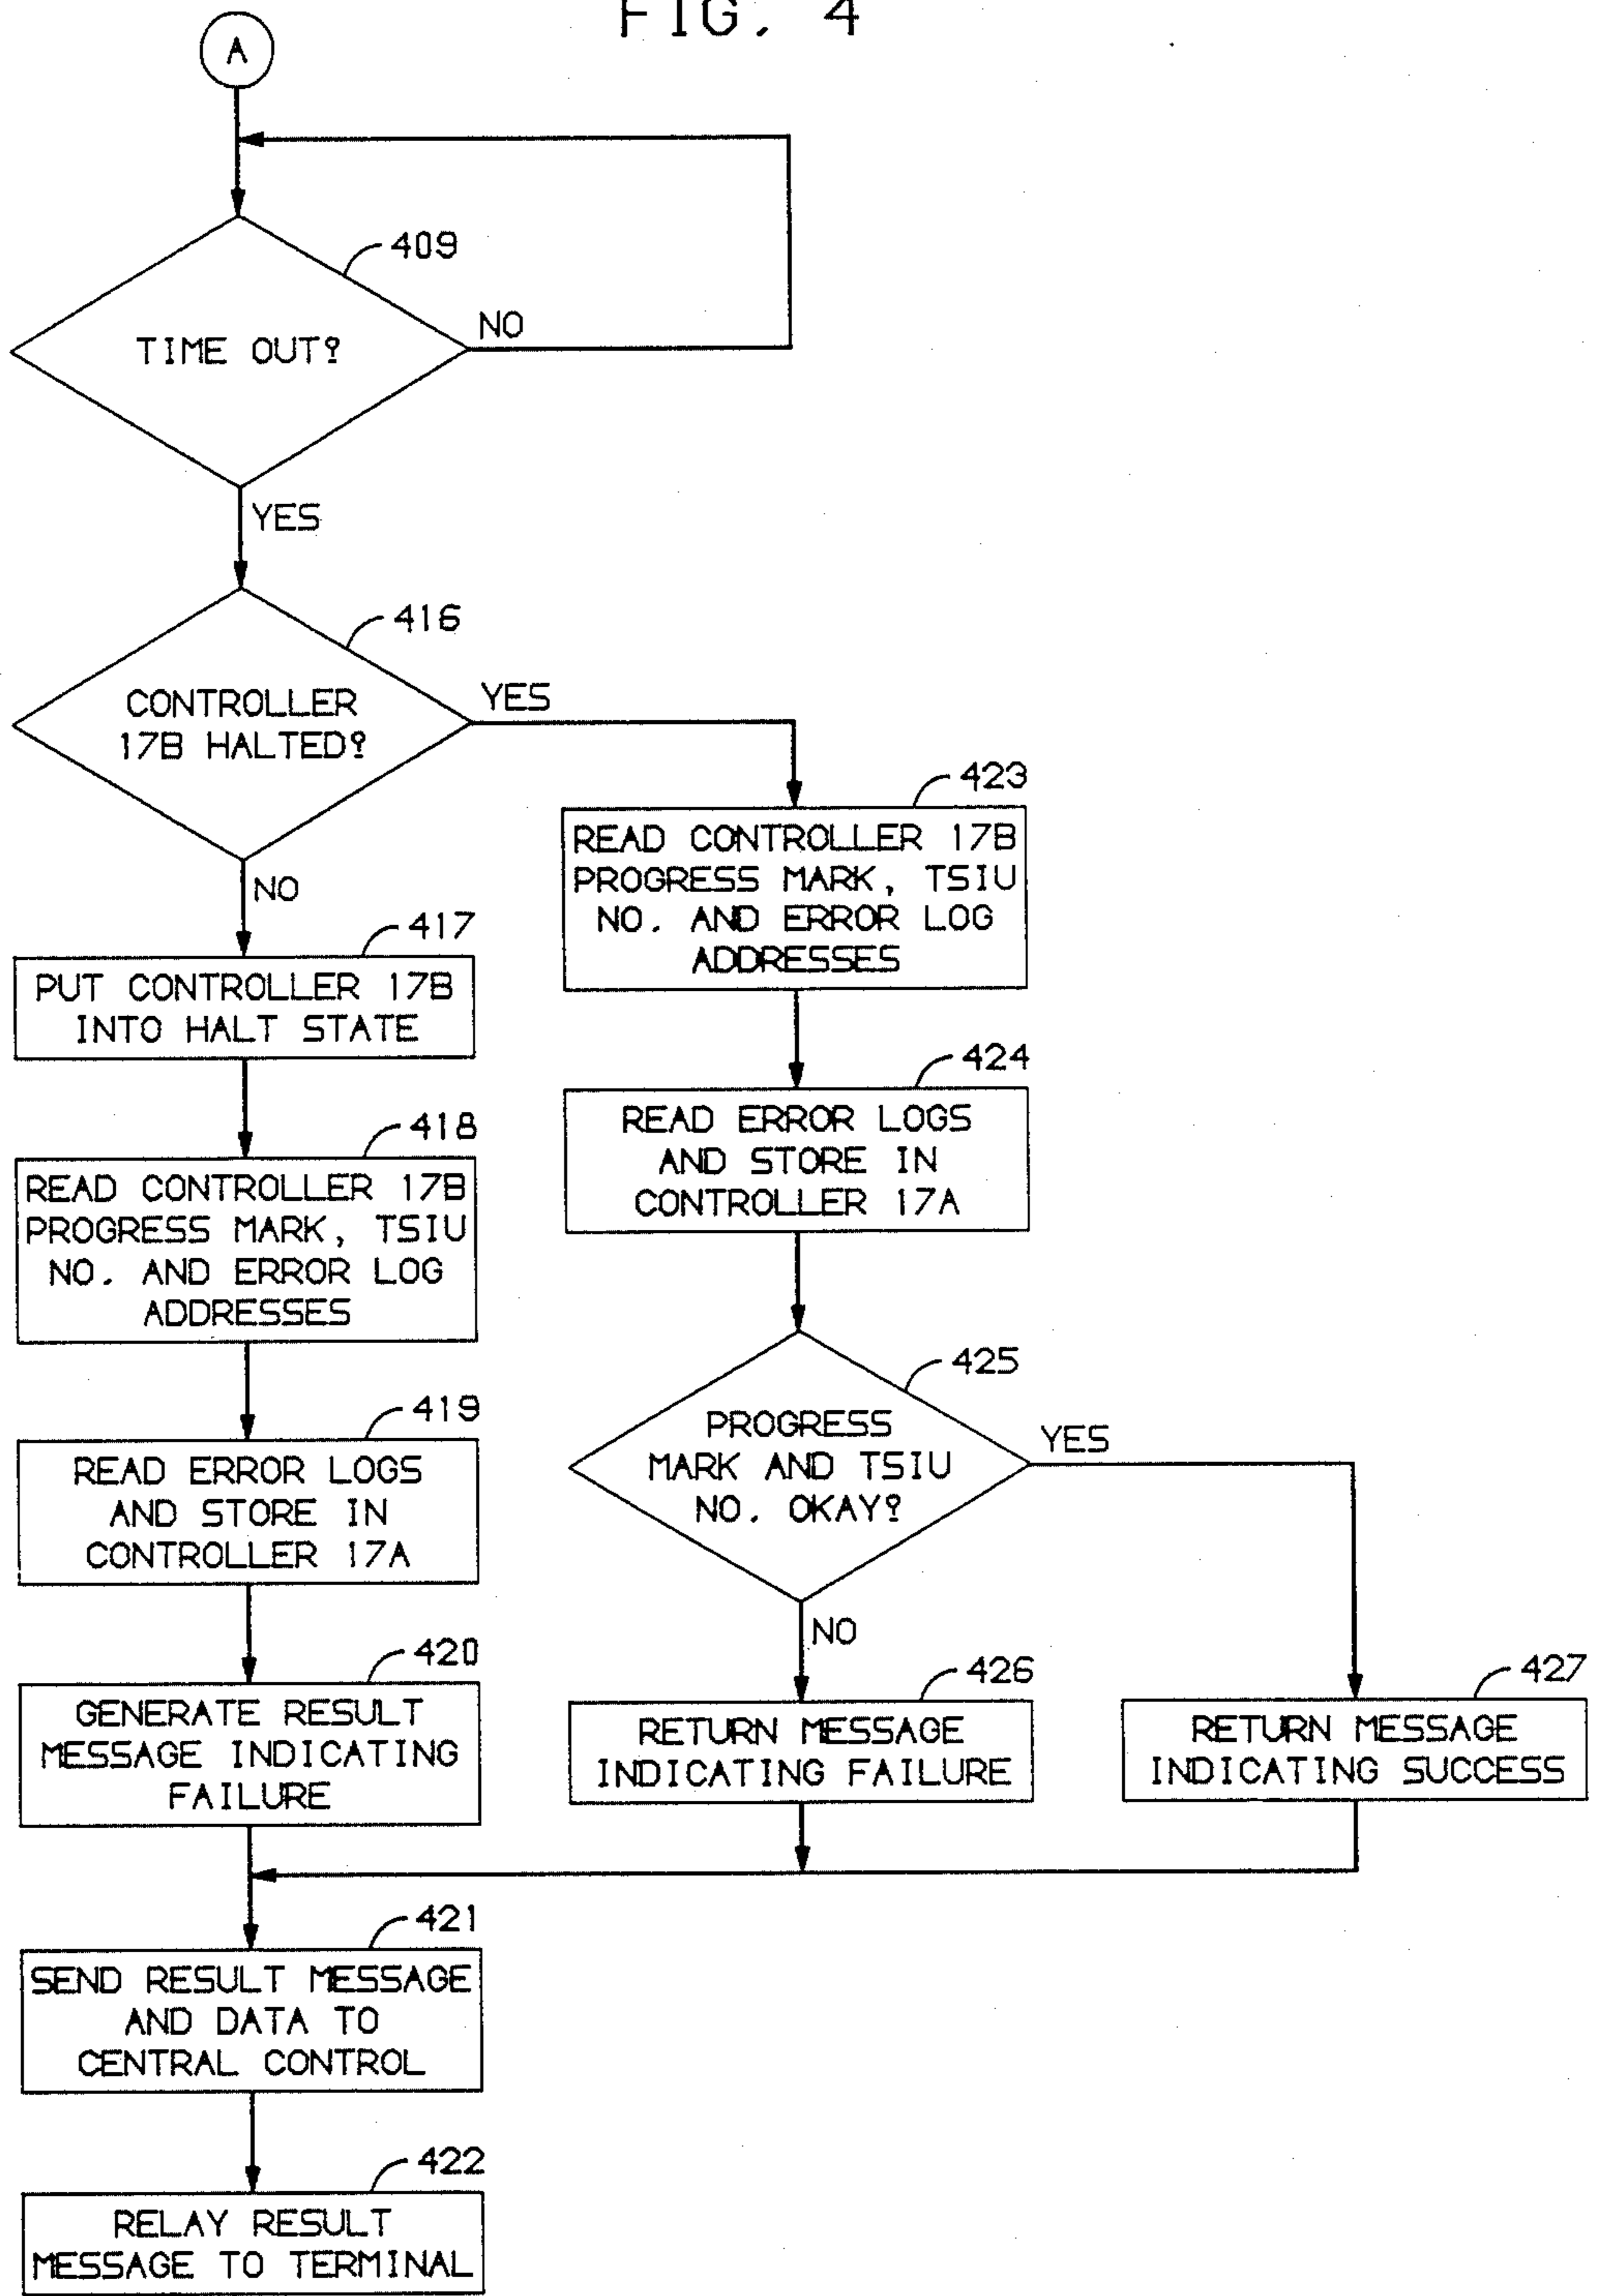 FIG. 4
A
409
TIME OUT?
NO
YES
416
CONTROLLER
17B HALTED?
YES
NO
423
READ CONTROLLER 17B
PROGRESS MARK, TSIU
NO. AND ERROR LOG
ADDRESSES
417
PUT CONTROLLER 17B
INTO HALT STATE
424
READ ERROR LOGS
AND STORE IN
CONTROLLER 17A
418
READ CONTROLLER 17B
PROGRESS MARK, TSIU
NO. AND ERROR LOG
ADDRESSES
425
PROGRESS
MARK AND TSIU
NO. OKAY?
YES
NO
419
READ ERROR LOGS
AND STORE IN
CONTROLLER 17A
420
GENERATE RESULT
MESSAGE INDICATING
FAILURE
426
RETURN MESSAGE
INDICATING FAILURE
427
RETURN MESSAGE
INDICATING SUCCESS
421
SEND RESULT MESSAGE
AND DATA TO
CENTRAL CONTROL
422
RELAY RESULT
MESSAGE TO TERMINAL